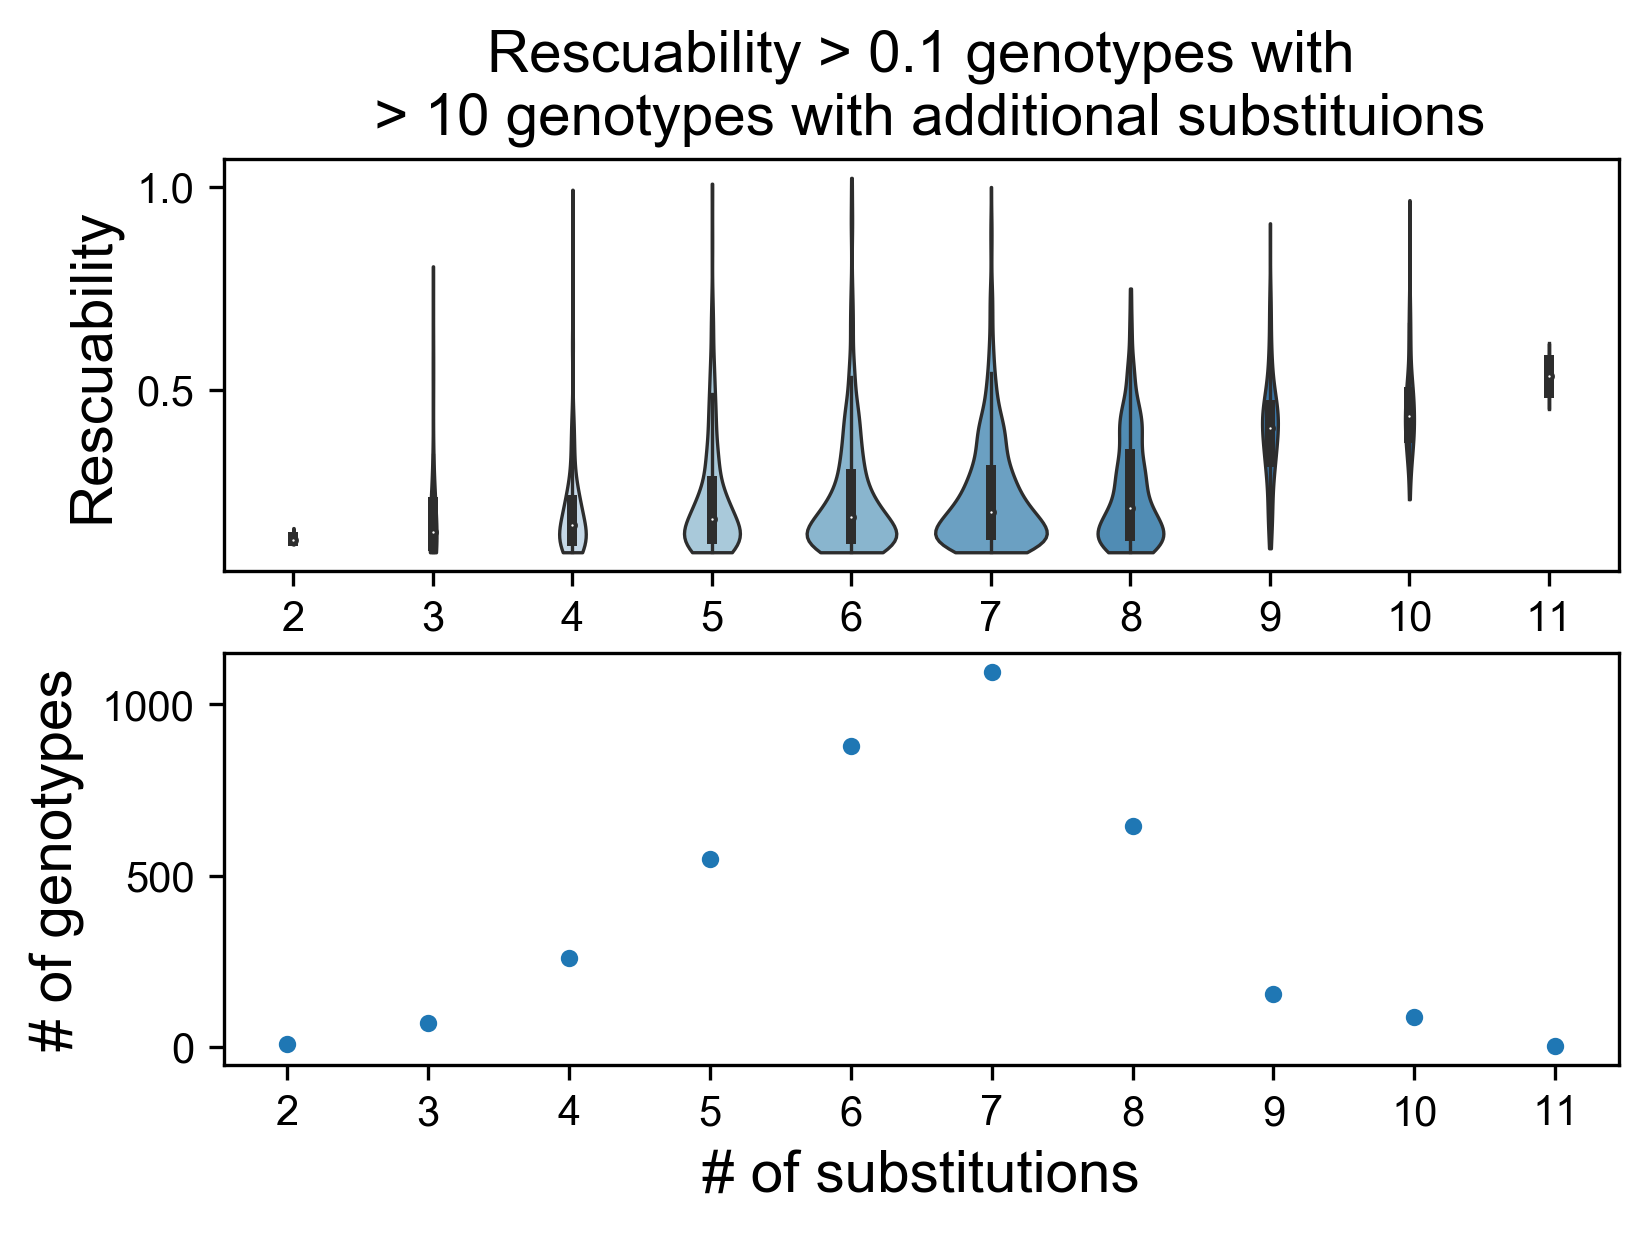 Rescuability > 0.1 genotypes with
> 10 genotypes with additional substituions
Rescuability
1.0
0.5
2 3 4 5 6 7 8 9 10 11
# of genotypes
1000
500
0
2 3 4 5 6 7 8 9 10 11
# of substitutions